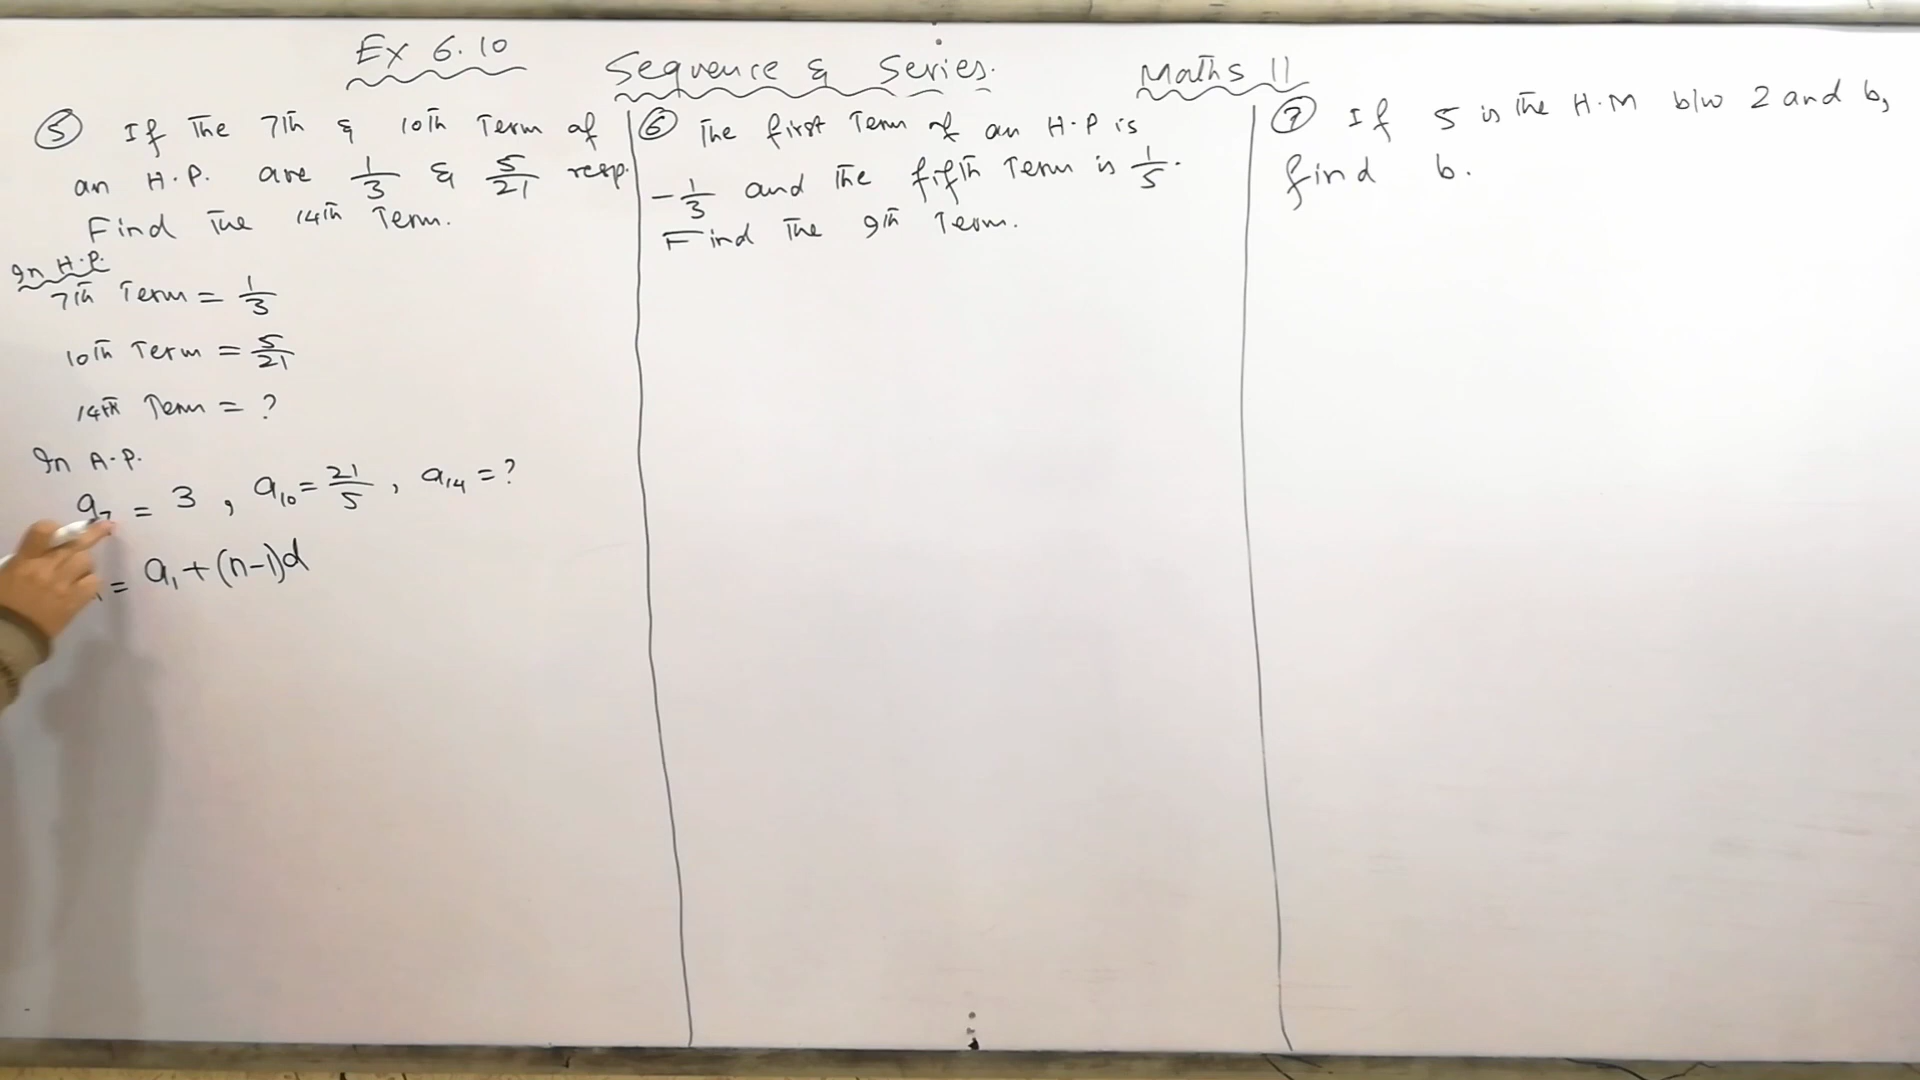 Ex 6.10
Sequence & Series.
Maths 11
⑤ If The 7th & 10th Term of
an H.P. are 1/3 & 5/21 resp.
Find The 14th Term.
In H.P.
7th Term = 1/3
10th Term = 5/21
14th Term = ?
In A.P.
a₇ = 3 , a₁₀ = 21/5 , a₁₄ = ?
= a₁ + (n-1)d
⑥ The first Term of an H.P is
-1/3 and The fifth Term is 1/5.
Find The 9th Term.
⑦ If 5 is The H.M b/w 2 and b,
find b.